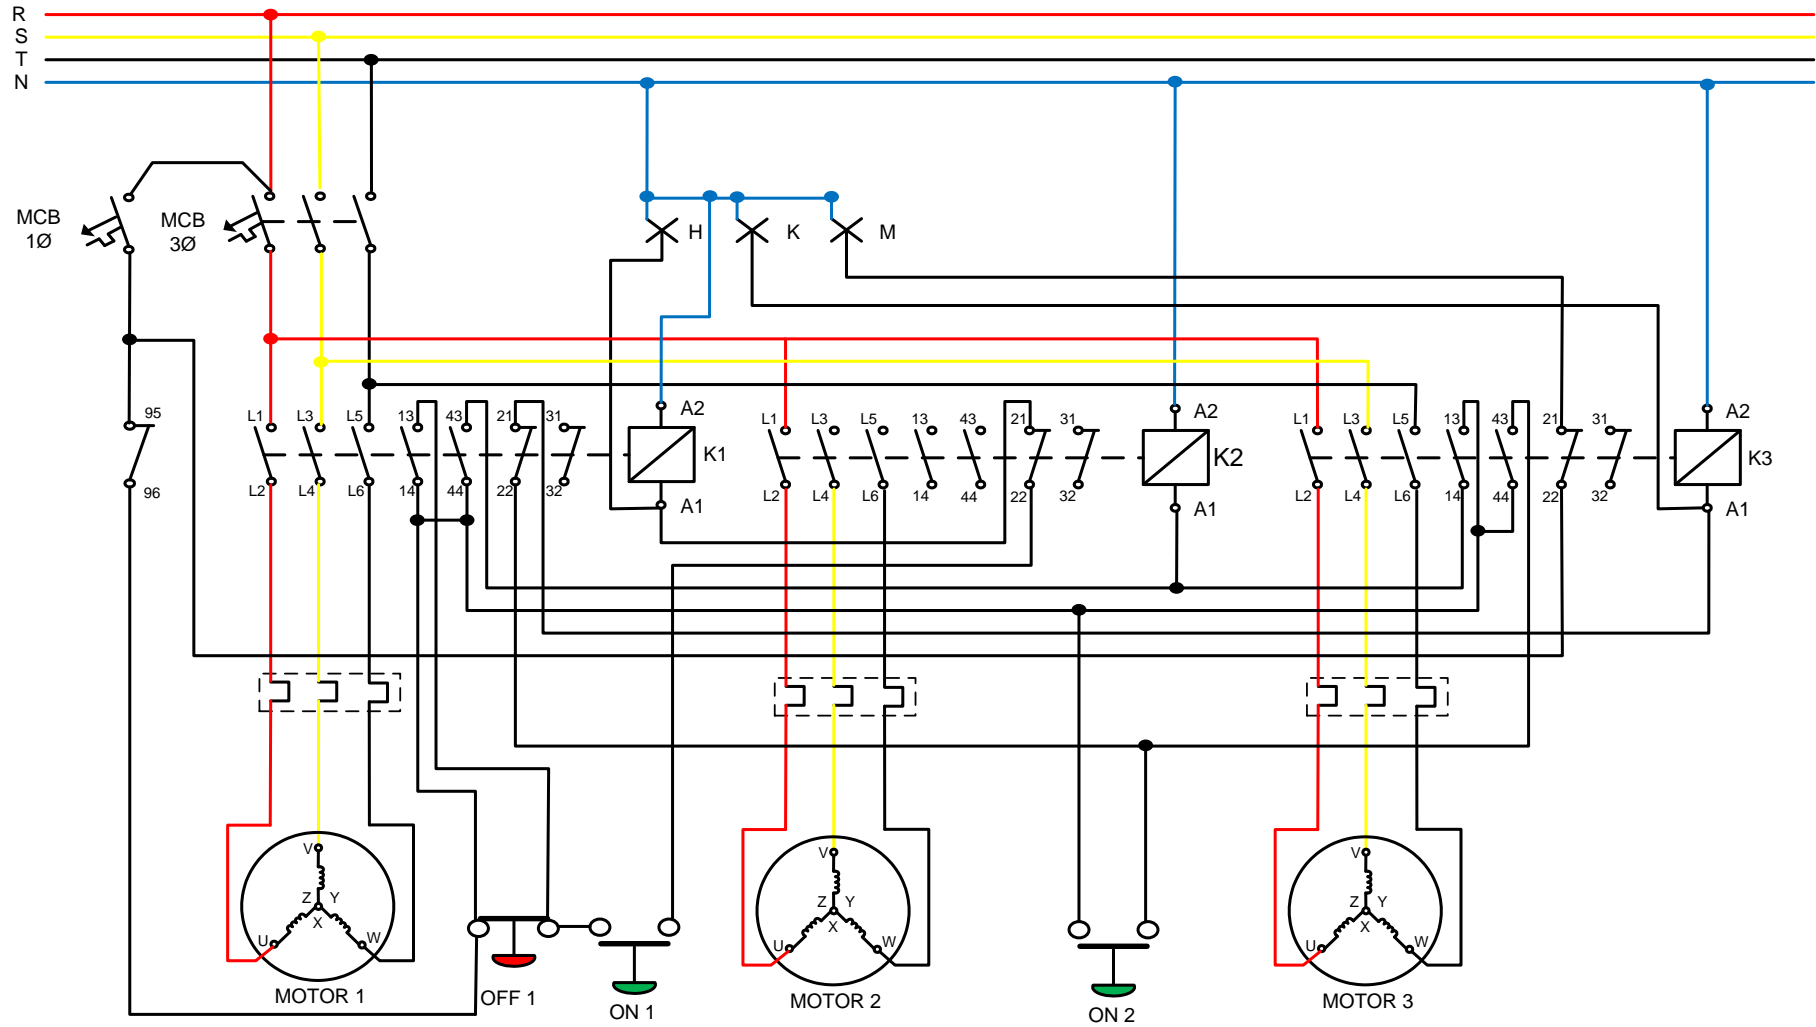 R
S
T
N
MCB
1Ø
MCB
3Ø
H
K
M
95
96
L1
L3
L5
13
43
21
31
L2
L4
L6
14
44
22
32
A2
K1
A1
L1
L3
L5
13
43
21
31
L2
L4
L6
14
44
22
32
A2
K2
A1
L1
L3
L5
13
43
21
31
L2
L4
L6
14
44
22
32
A2
K3
A1
V
Z Y
X
U W
MOTOR 1
OFF 1
ON 1
V
Z Y
X
U W
MOTOR 2
ON 2
V
Z Y
X
U W
MOTOR 3